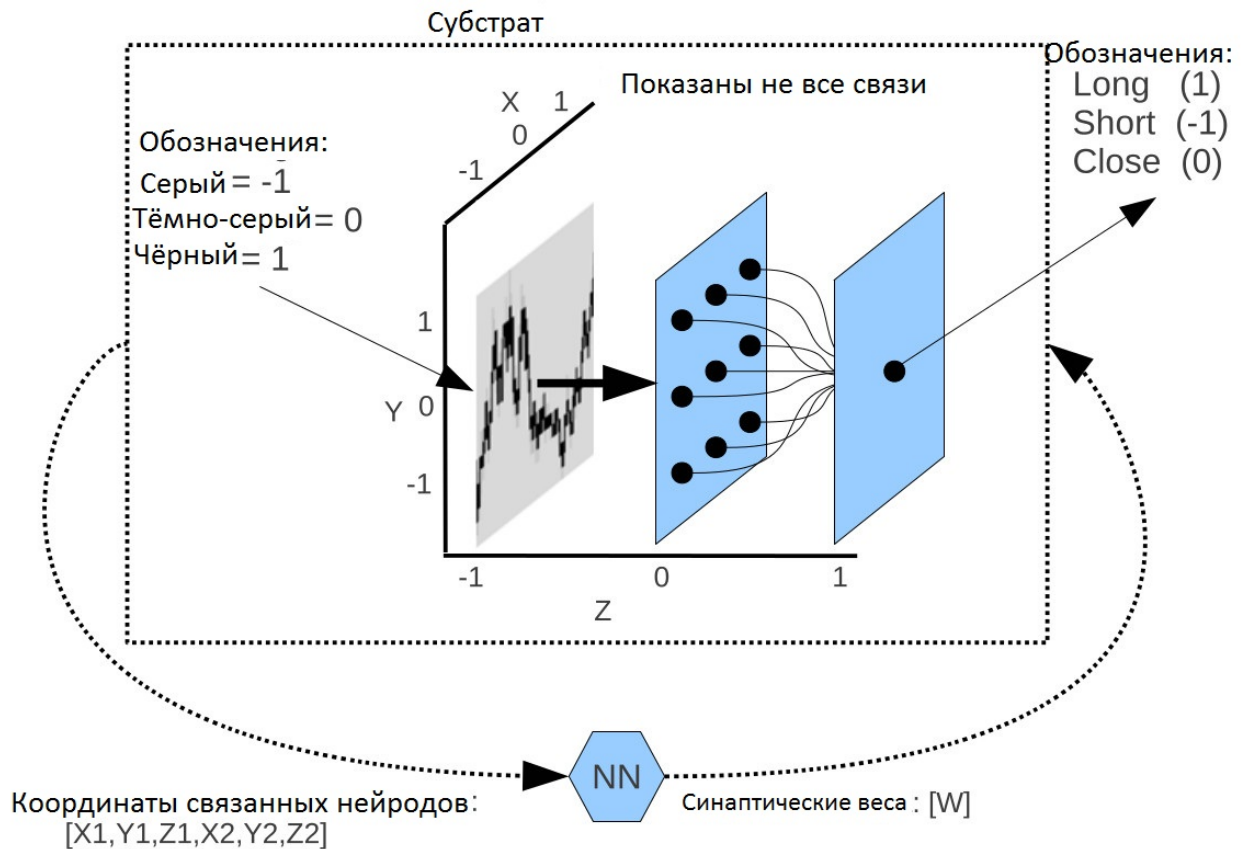 Субстрат
Обозначения:
Long (1)
Short (-1)
Close (0)
Показаны не все связи
X
1
0
-1
Обозначения:
Серый = -1
Тёмно-серый = 0
Чёрный = 1
1
Y 0
-1
-1 0 1
Z
NN
Координаты связанных нейродов:
[X1,Y1,Z1,X2,Y2,Z2]
Синаптические веса : [W]